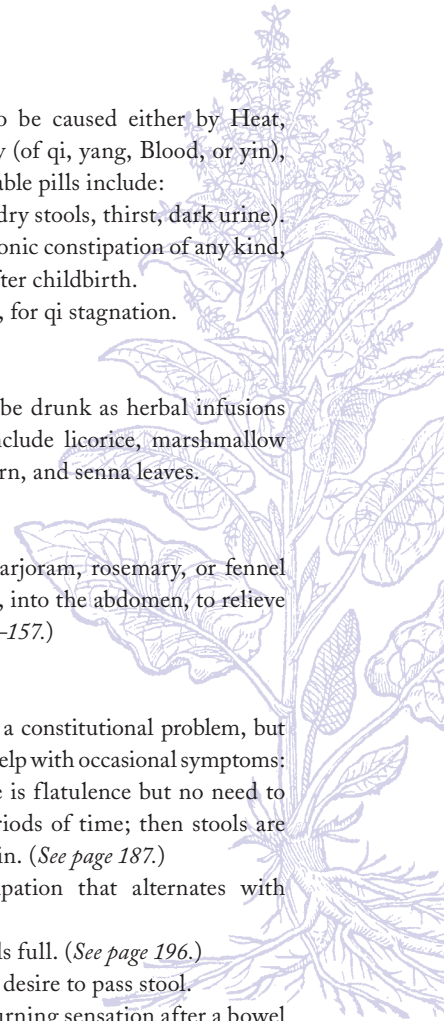 be caused either by Heat,
(of qi, yang, Blood, or yin),
able pills include:
dry stools, thirst, dark urine).
onic constipation of any kind,
fter childbirth.
, for qi stagnation.
be drunk as herbal infusions
nclude licorice, marshmallow
rn, and senna leaves.
arjoram, rosemary, or fennel
, into the abdomen, to relieve
–157.)
a constitutional problem, but
elp with occasional symptoms:
e is flatulence but no need to
riods of time; then stools are
in. (See page 187.)
pation that alternates with
ls full. (See page 196.)
desire to pass stool.
urning sensation after a bowel